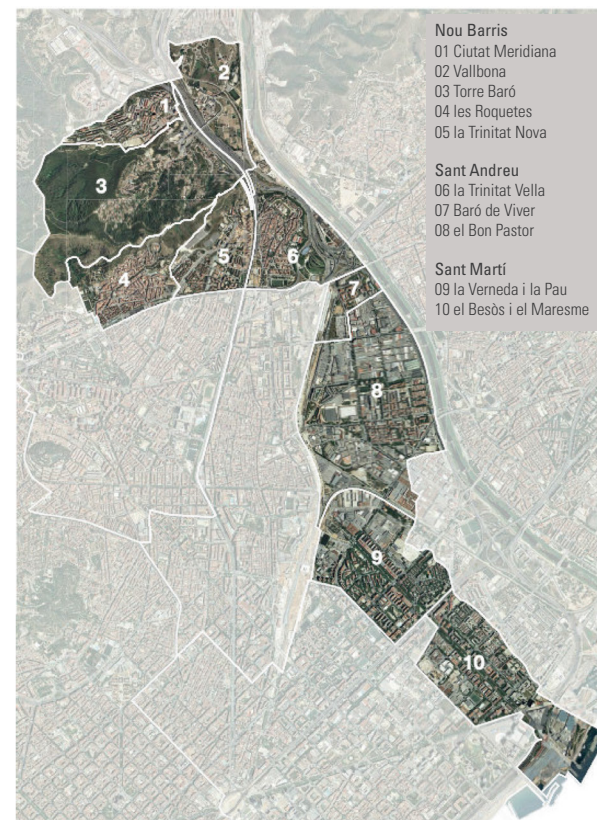 Nou Barris
01 Ciutat Meridiana
02 Vallbona
03 Torre Baró
04 les Roquetes
05 la Trinitat Nova
Sant Andreu
06 la Trinitat Vella
07 Baró de Viver
08 el Bon Pastor
Sant Martí
09 la Verneda i la Pau
10 el Besòs i el Maresme
2
1
3
4
5
6
7
8
9
10